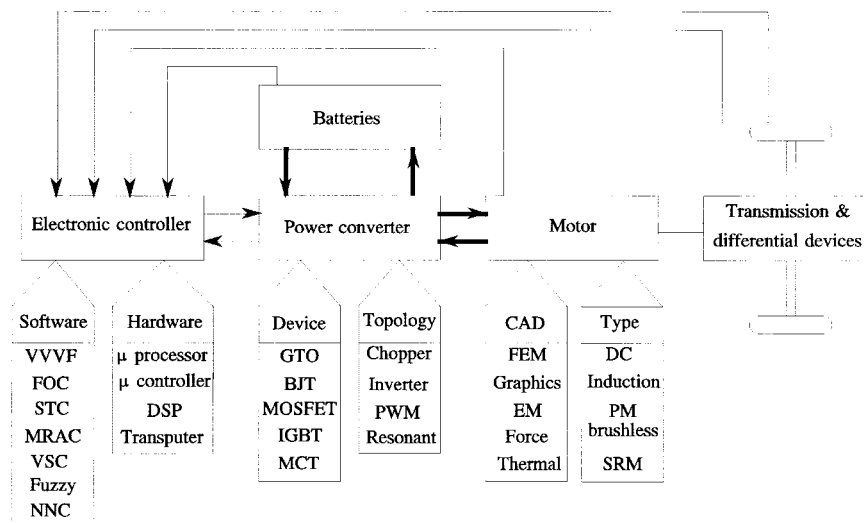 Batteries
Electronic controller
Power converter
Motor
Transmission &
differential devices
Software
VVVF
FOC
STC
MRAC
VSC
Fuzzy
NNC
Hardware
μ processor
μ controller
DSP
Transputer
Device
GTO
BJT
MOSFET
IGBT
MCT
Topology
Chopper
Inverter
PWM
Resonant
CAD
FEM
Graphics
EM
Force
Thermal
Type
DC
Induction
PM
brushless
SRM